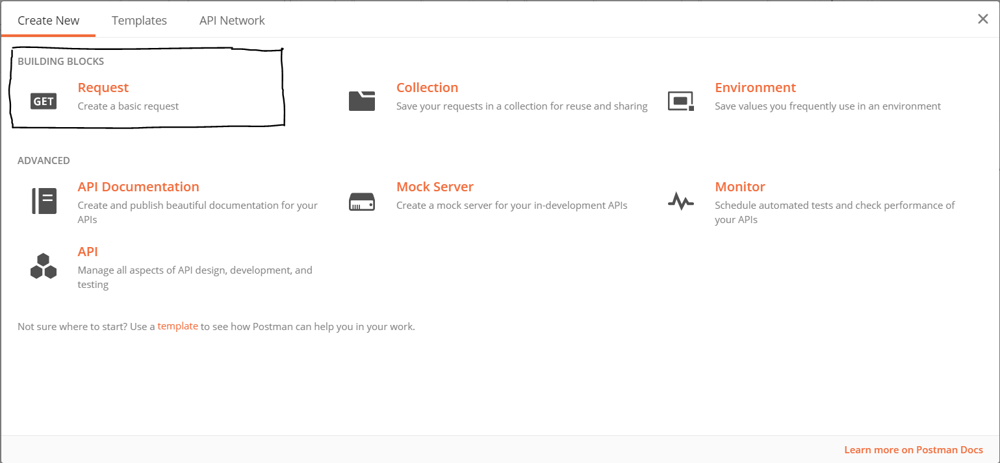 Create New Templates API Network
BUILDING BLOCKS
GET
Request
Create a basic request
Collection
Save your requests in a collection for reuse and sharing
Environment
Save values you frequently use in an environment
ADVANCED
API Documentation
Create and publish beautiful documentation for your
APIs
Mock Server
Create a mock server for your in-development APIs
Monitor
Schedule automated tests and check performance of
your APIs
API
Manage all aspects of API design, development, and
testing
Not sure where to start? Use a template to see how Postman can help you in your work.
Learn more on Postman Docs